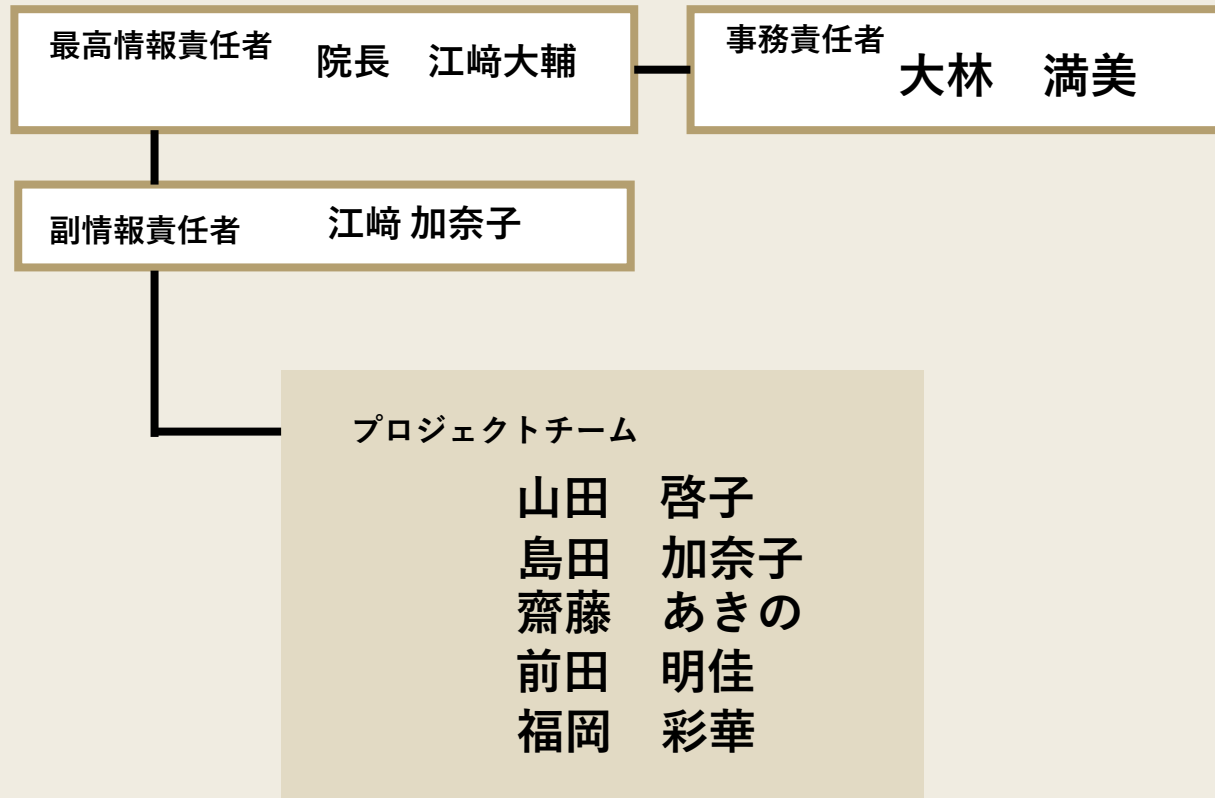 最高情報責任者 院長　江﨑大輔
事務責任者 大林　満美
副情報責任者 江﨑 加奈子
プロジェクトチーム
山田　啓子
島田　加奈子
齋藤　あきの
前田　明佳
福岡　彩華